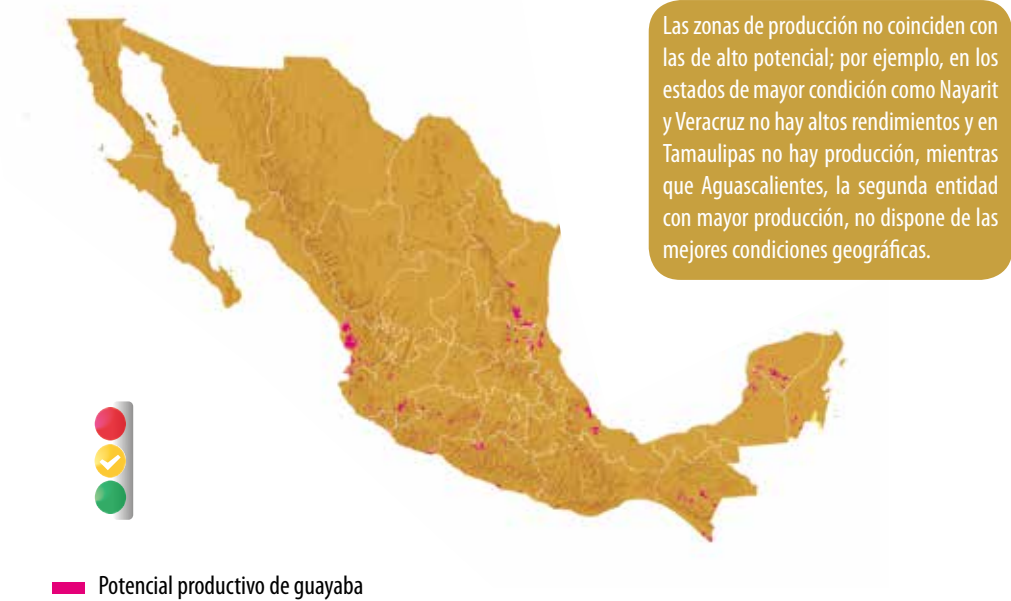 Las zonas de producción no coinciden con
las de alto potencial; por ejemplo, en los
estados de mayor condición como Nayarit
y Veracruz no hay altos rendimientos y en
Tamaulipas no hay producción, mientras
que Aguascalientes, la segunda entidad
con mayor producción, no dispone de las
mejores condiciones geográficas.
Potencial productivo de guayaba